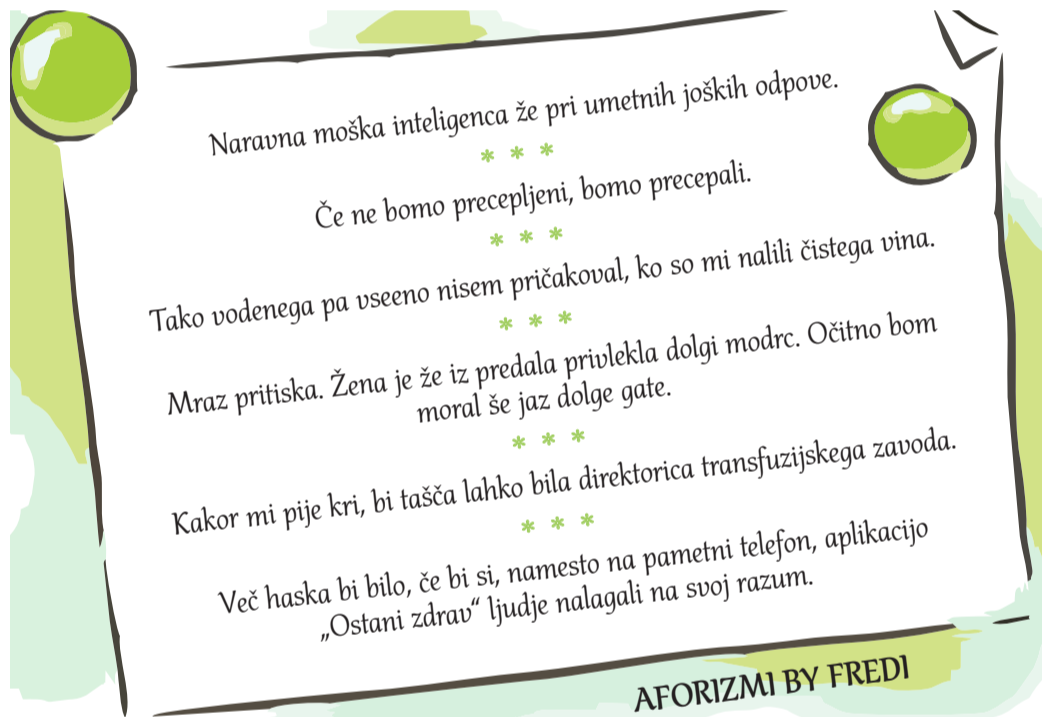 Naravna moška inteligenca že pri umetnih joških odpove.
* * *
Če ne bomo precepljeni, bomo precepali.
* * *
Tako vodenega pa vseeno nisem pričakoval, ko so mi nalili čistega vina.
* * *
Mraz pritiska. Žena je že iz predala privlekla dolgi modrc. Očitno bom
moral še jaz dolge gate.
* * *
Kakor mi pije kri, bi tašča lahko bila direktorica transfuzijskega zavoda.
* * *
Več haska bi bilo, če bi si, namesto na pametni telefon, aplikacijo
„Ostani zdrav“ ljudje nalagali na svoj razum.
AFORIZMI BY FREDI